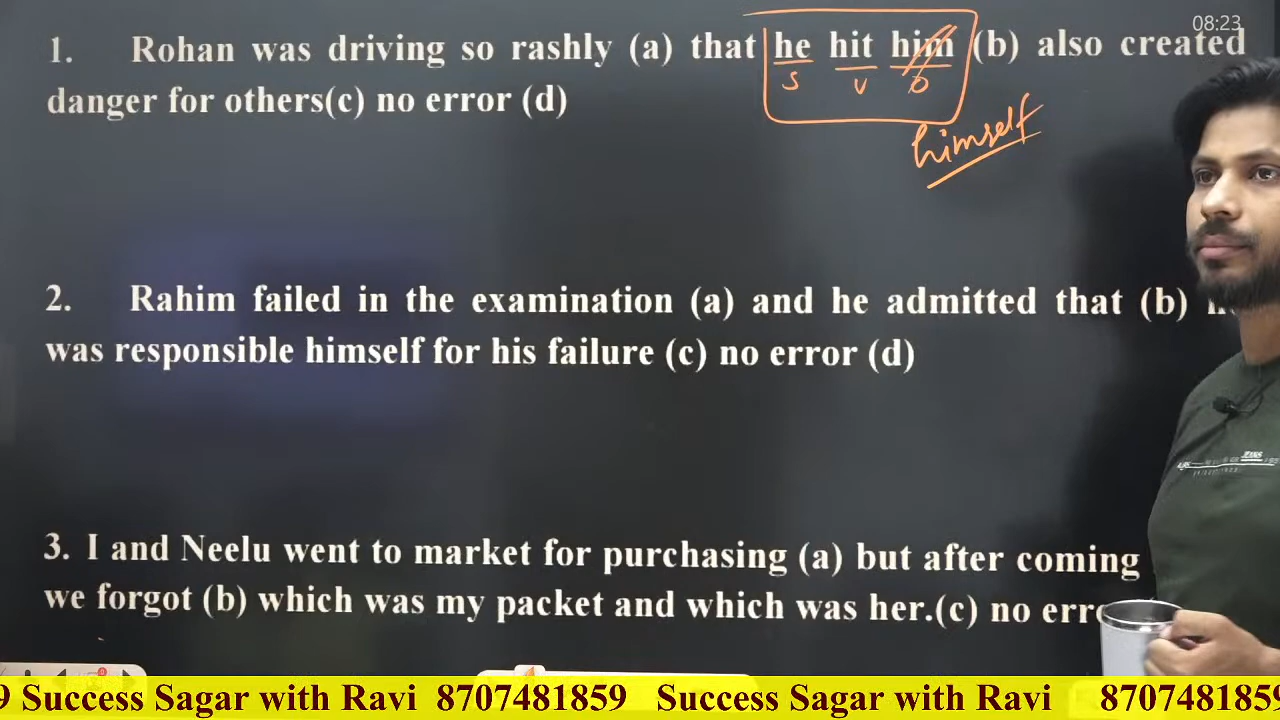 08:23
1. Rohan was driving so rashly (a) that he hit him (b) also created
S V O
danger for others(c) no error (d)
himself
2. Rahim failed in the examination (a) and he admitted that (b)
was responsible himself for his failure (c) no error (d)
3. I and Neelu went to market for purchasing (a) but after coming
we forgot (b) which was my packet and which was her.(c) no
9 Success Sagar with Ravi 8707481859 Success Sagar with Ravi 8707481859